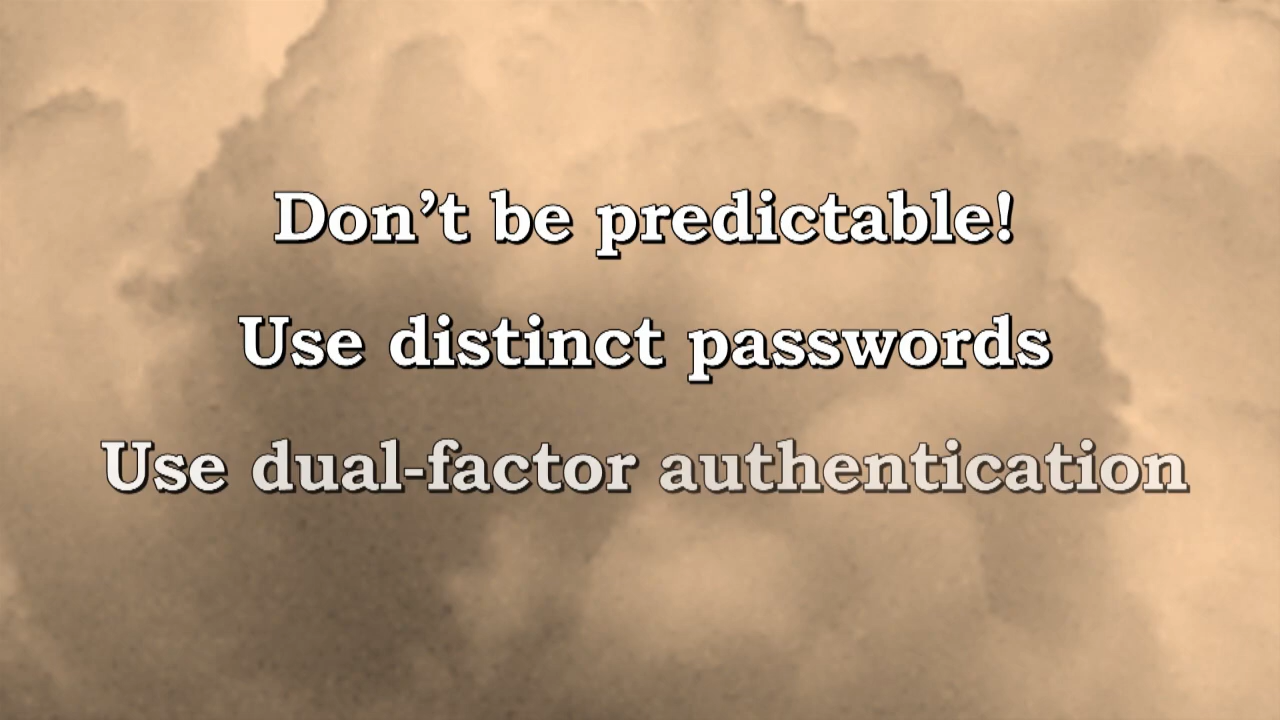 Don’t be predictable!
Use distinct passwords
Use dual-factor authentication